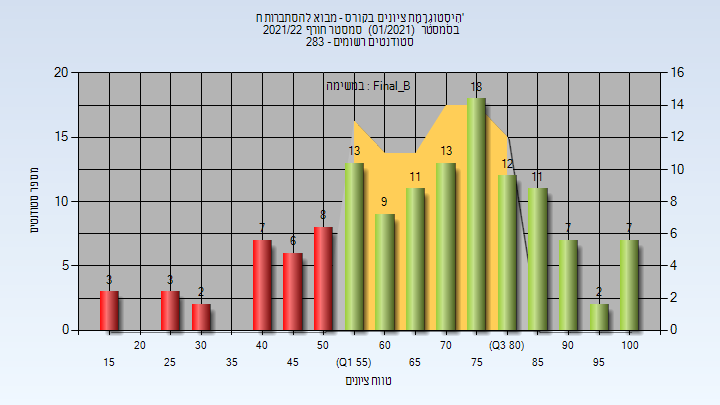 היסטוגרמת ציונים בקורס - מבוא להסתברות ח'
בסמסטר (01/2021) סמסטר חורף 2021/22
סטודנטים רשומים - 283
במשימה : Final_B
20 15 10 5 0
מספר סטודנטים
16 14 12 10 8 6 4 2 0
3 3 2 7 6 8 13 9 11 13 18 12 11 7 2 7
20 30 40 50 60 70 (Q3 80) 90 100
15 25 35 45 (Q1 55) 65 75 85 95
טווח ציונים